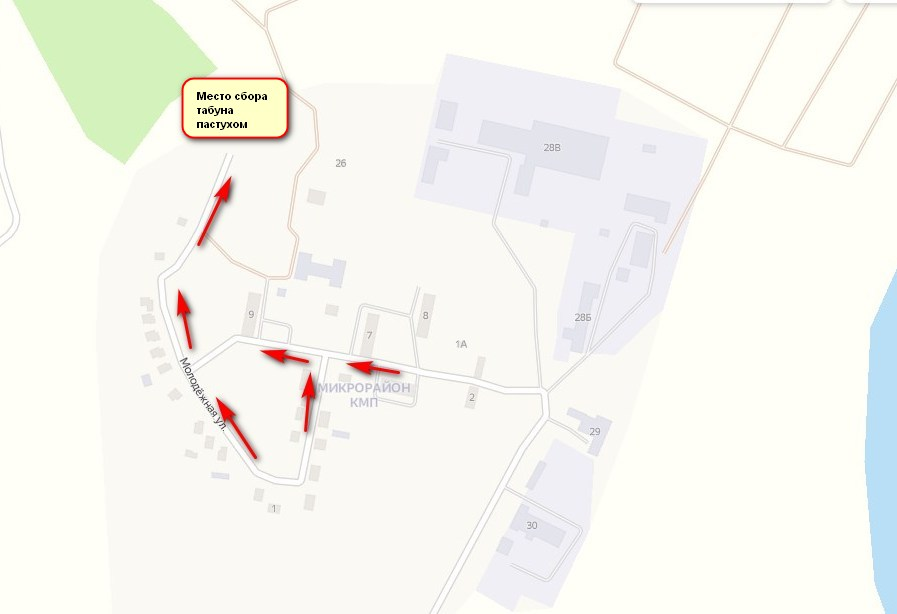 Место сбора
табуна
пастухом
26
28В
9
7
8
28Б
1А
Молодёжная ул.
МИКРОРАЙОН
КМП
2
29
1
30